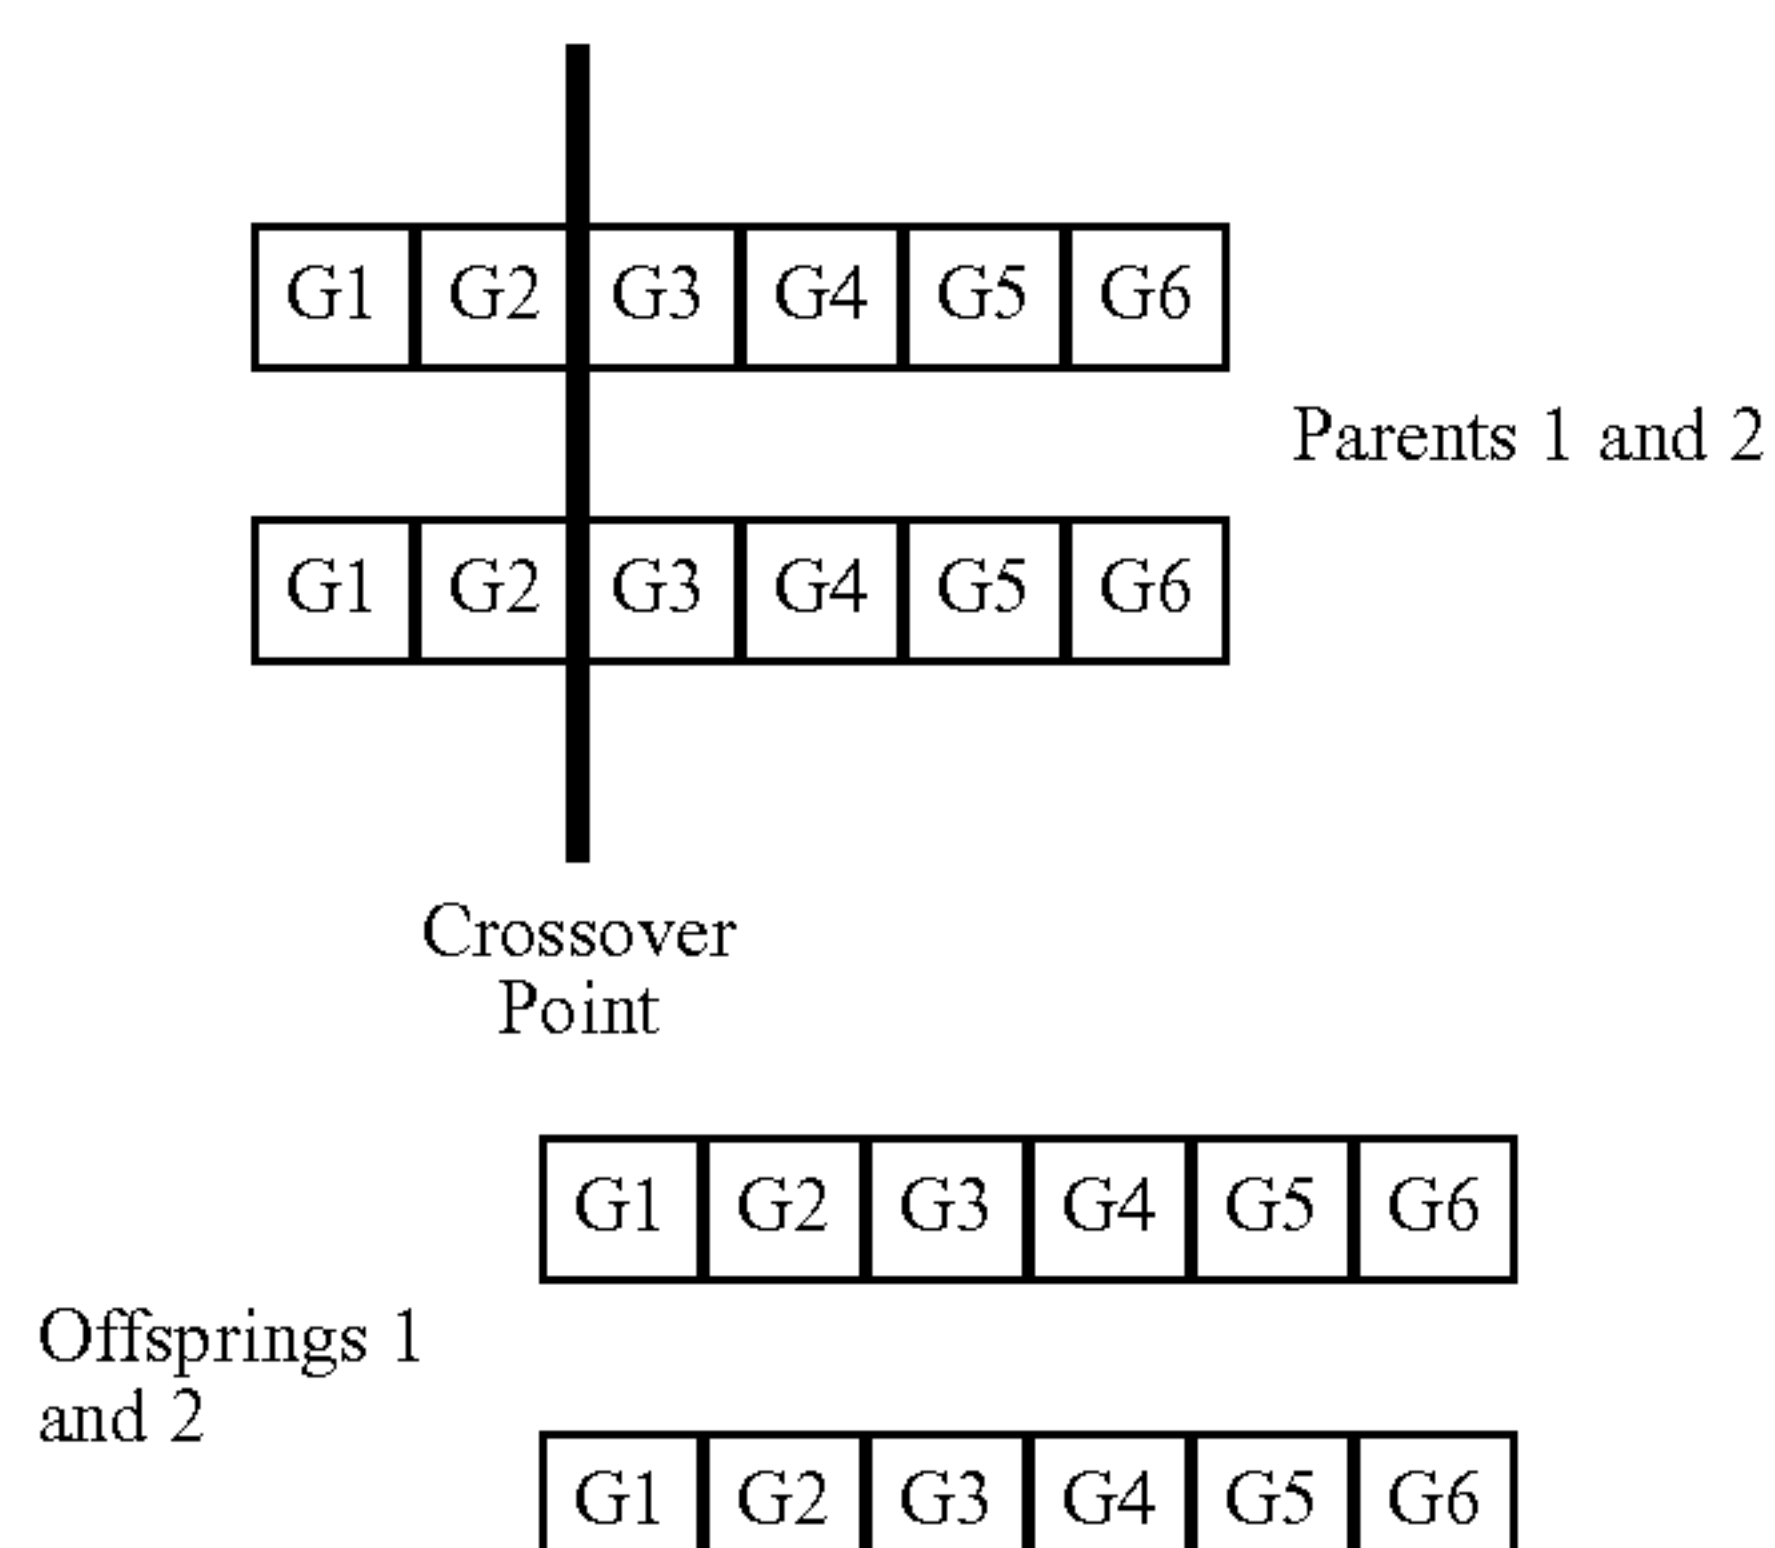 G1 G2 G3 G4 G5 G6
Parents 1 and 2
G1 G2 G3 G4 G5 G6
Crossover
Point
G1 G2 G3 G4 G5 G6
Offsprings 1
and 2
G1 G2 G3 G4 G5 G6